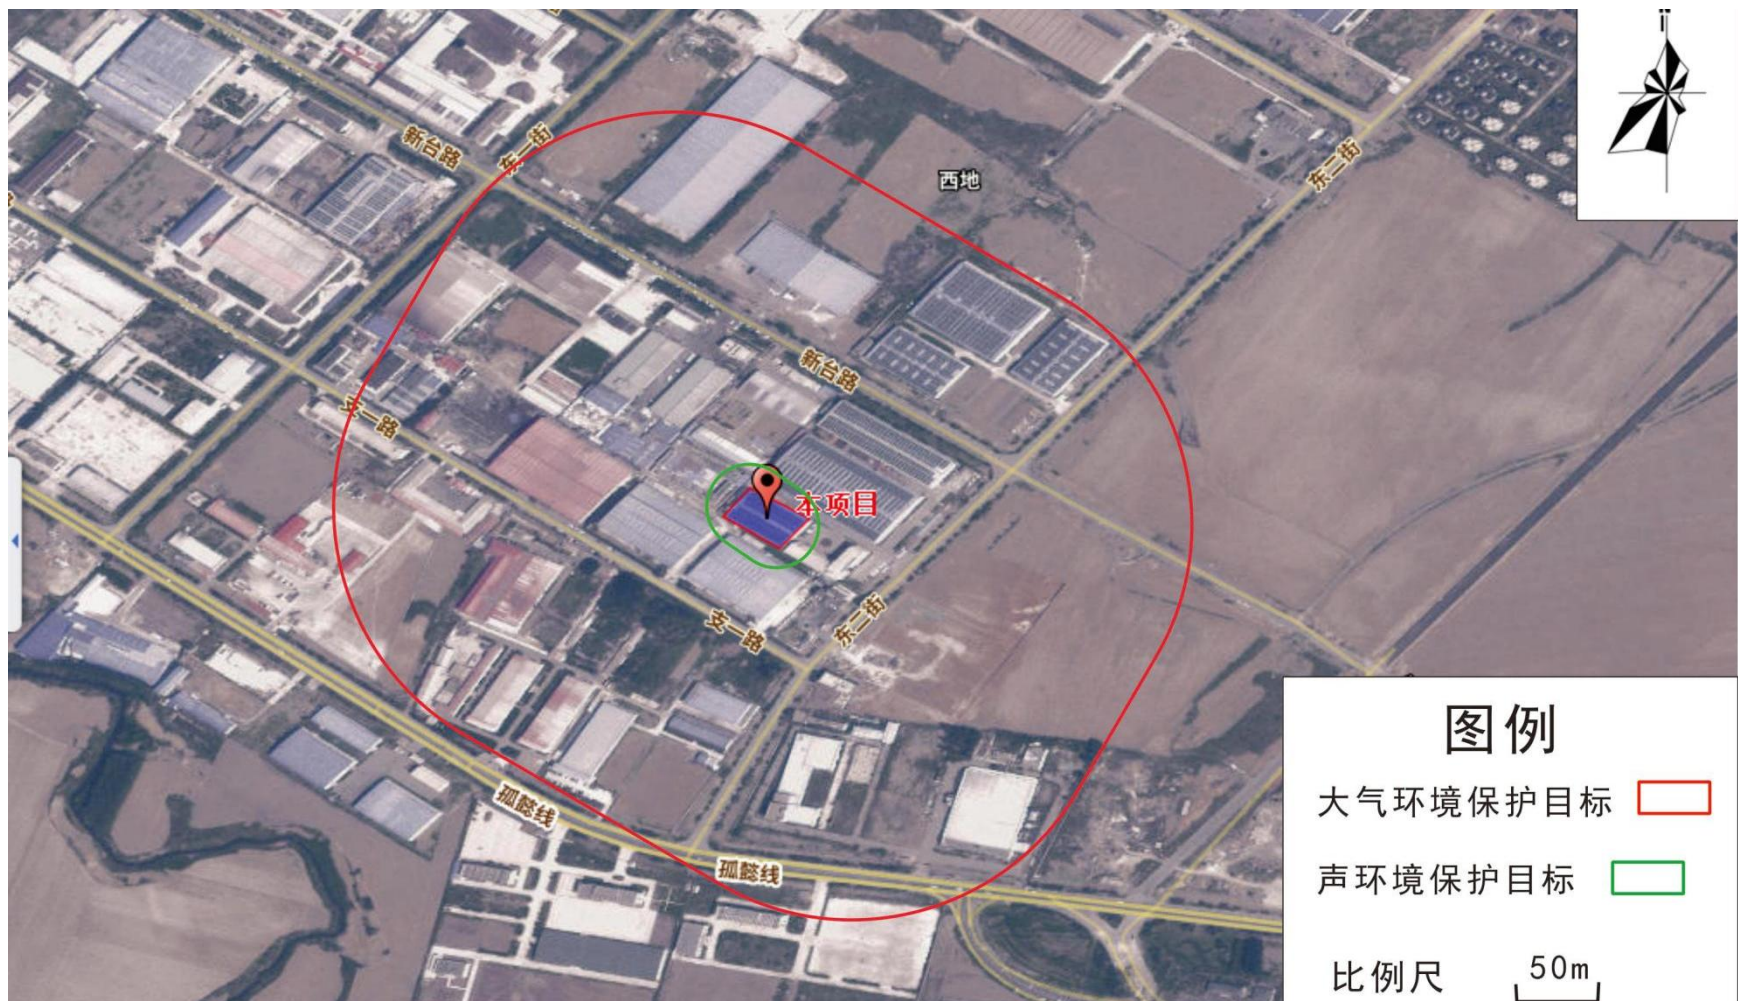 N
新台路
东一街
西地
东二街
新台路
支一路
本项目
支一路
东二街
孤懿线
孤懿线
图例
大气环境保护目标
声环境保护目标
比例尺
50m